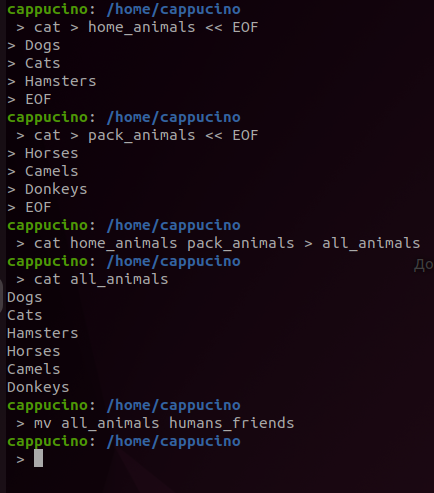 cappucino: /home/cappucino
> cat > home_animals << EOF
> Dogs
> Cats
> Hamsters
> EOF
cappucino: /home/cappucino
> cat > pack_animals << EOF
> Horses
> Camels
> Donkeys
> EOF
cappucino: /home/cappucino
> cat home_animals pack_animals > all_animals
cappucino: /home/cappucino
> cat all_animals
До
Dogs
Cats
Hamsters
Horses
Camels
Donkeys
cappucino: /home/cappucino
> mv all_animals humans_friends
cappucino: /home/cappucino
>